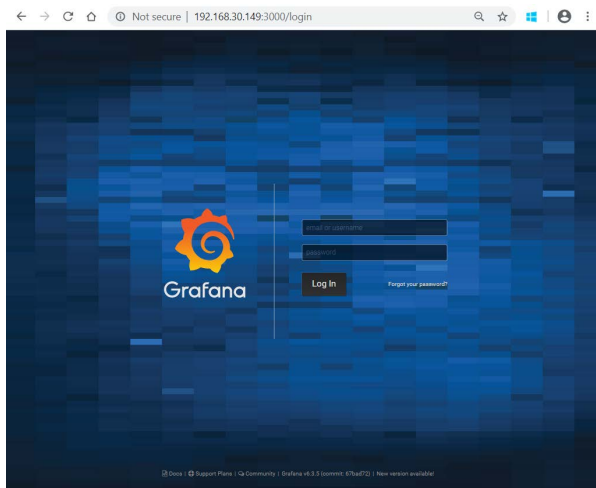 Not secure | 192.168.30.149:3000/login
email or username
password
Grafana
Log In
Forgot your password?
Docs | Support Plans | Community | Grafana v6.3.5 (commit: 67bad72) | New version available!